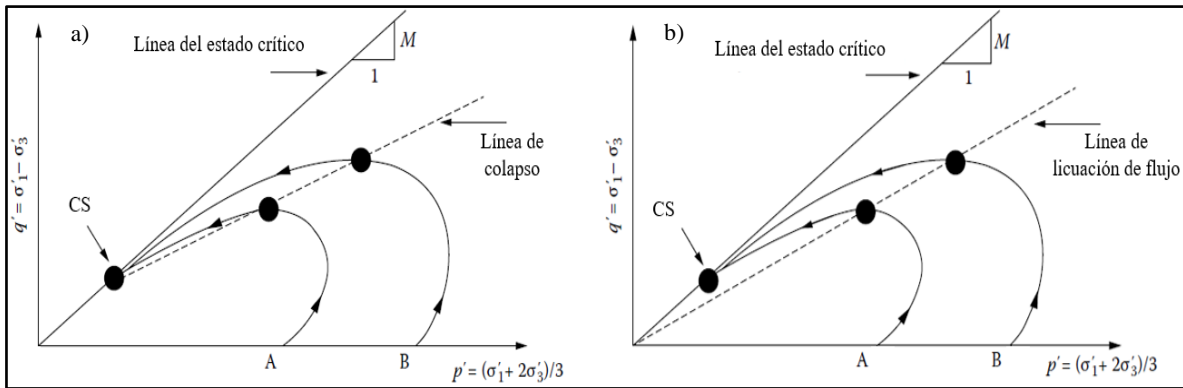 a)
Línea del estado crítico
M
1
Línea de
colapso
CS
q' = σ'₁ − σ'₃
A
B
p' = (σ'₁ + 2σ'₃)/3
b)
Línea del estado crítico
M
1
Línea de
licuación de flujo
CS
q' = σ'₁ − σ'₃
A
B
p' = (σ'₁ + 2σ'₃)/3